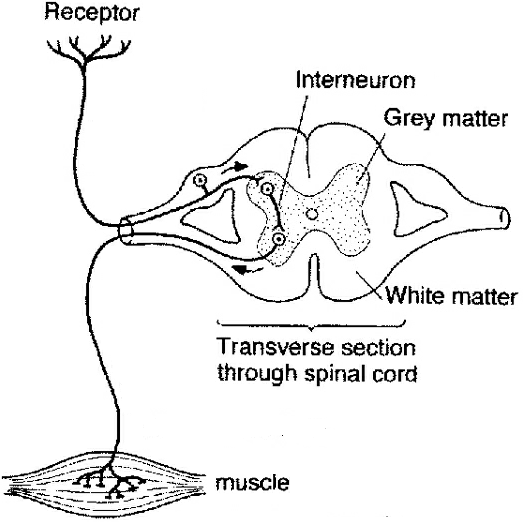 Receptor
Interneuron
Grey matter
White matter
Transverse section
through spinal cord
muscle